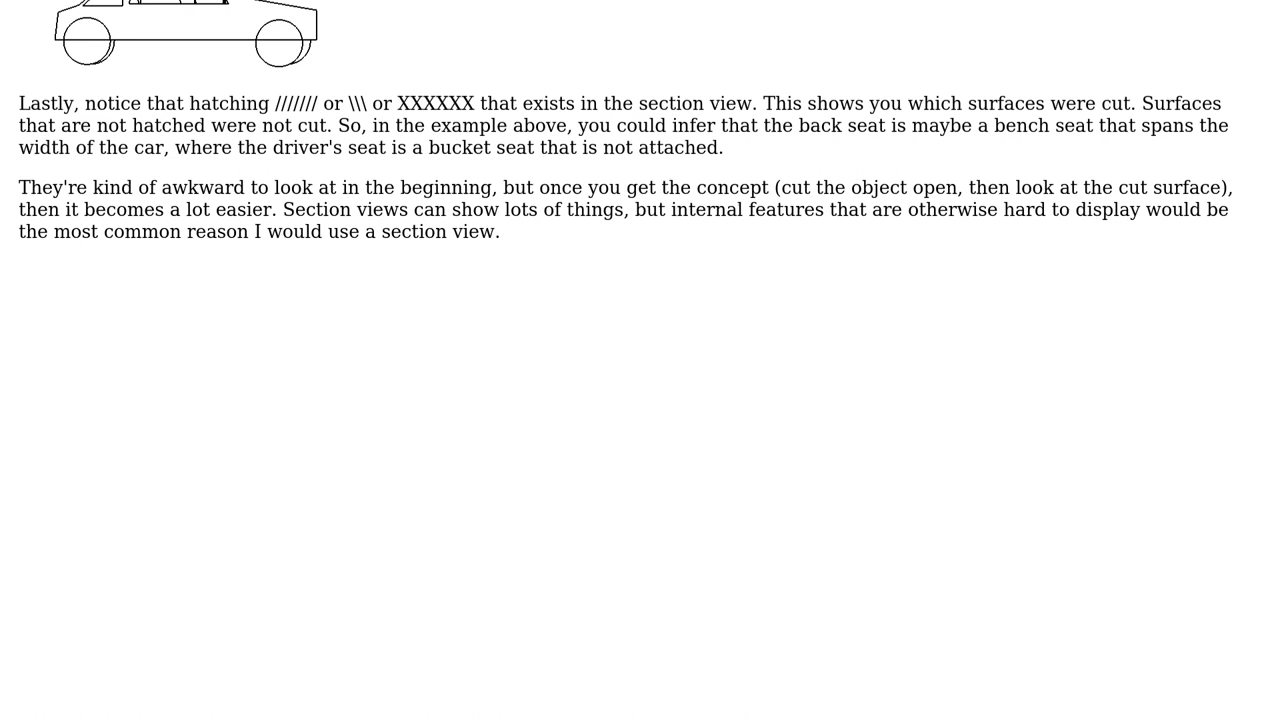 Lastly, notice that hatching /////// or \\\ or XXXXXX that exists in the section view. This shows you which surfaces were cut. Surfaces
that are not hatched were not cut. So, in the example above, you could infer that the back seat is maybe a bench seat that spans the
width of the car, where the driver's seat is a bucket seat that is not attached.
They're kind of awkward to look at in the beginning, but once you get the concept (cut the object open, then look at the cut surface),
then it becomes a lot easier. Section views can show lots of things, but internal features that are otherwise hard to display would be
the most common reason I would use a section view.